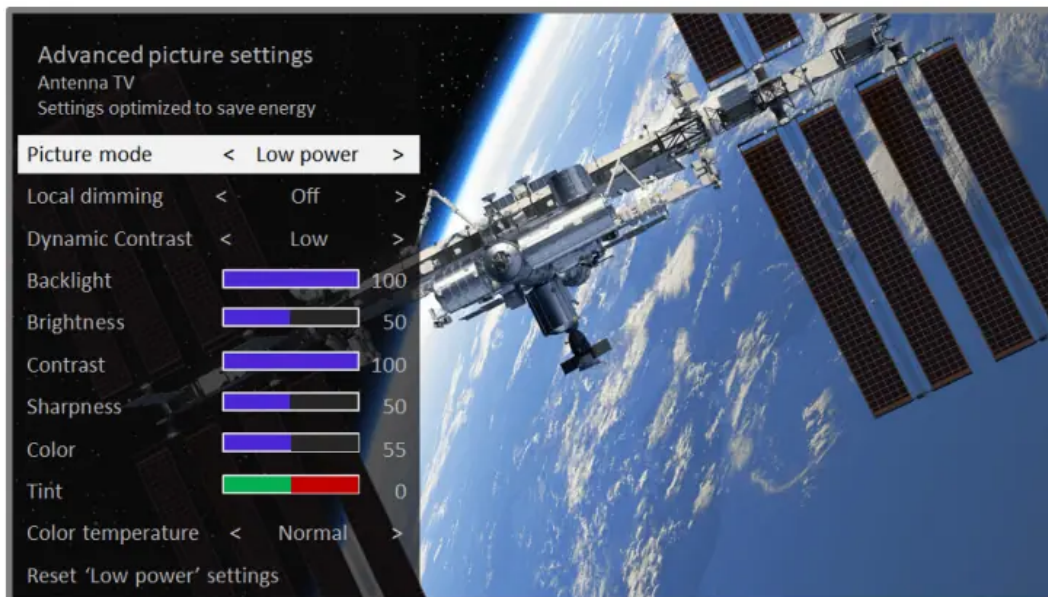 Advanced picture settings
Antenna TV
Settings optimized to save energy
Picture mode < Low power >
Local dimming < Off >
Dynamic Contrast < Low >
Backlight 100
Brightness 50
Contrast 100
Sharpness 50
Color 55
Tint 0
Color temperature < Normal >
Reset ‘Low power’ settings